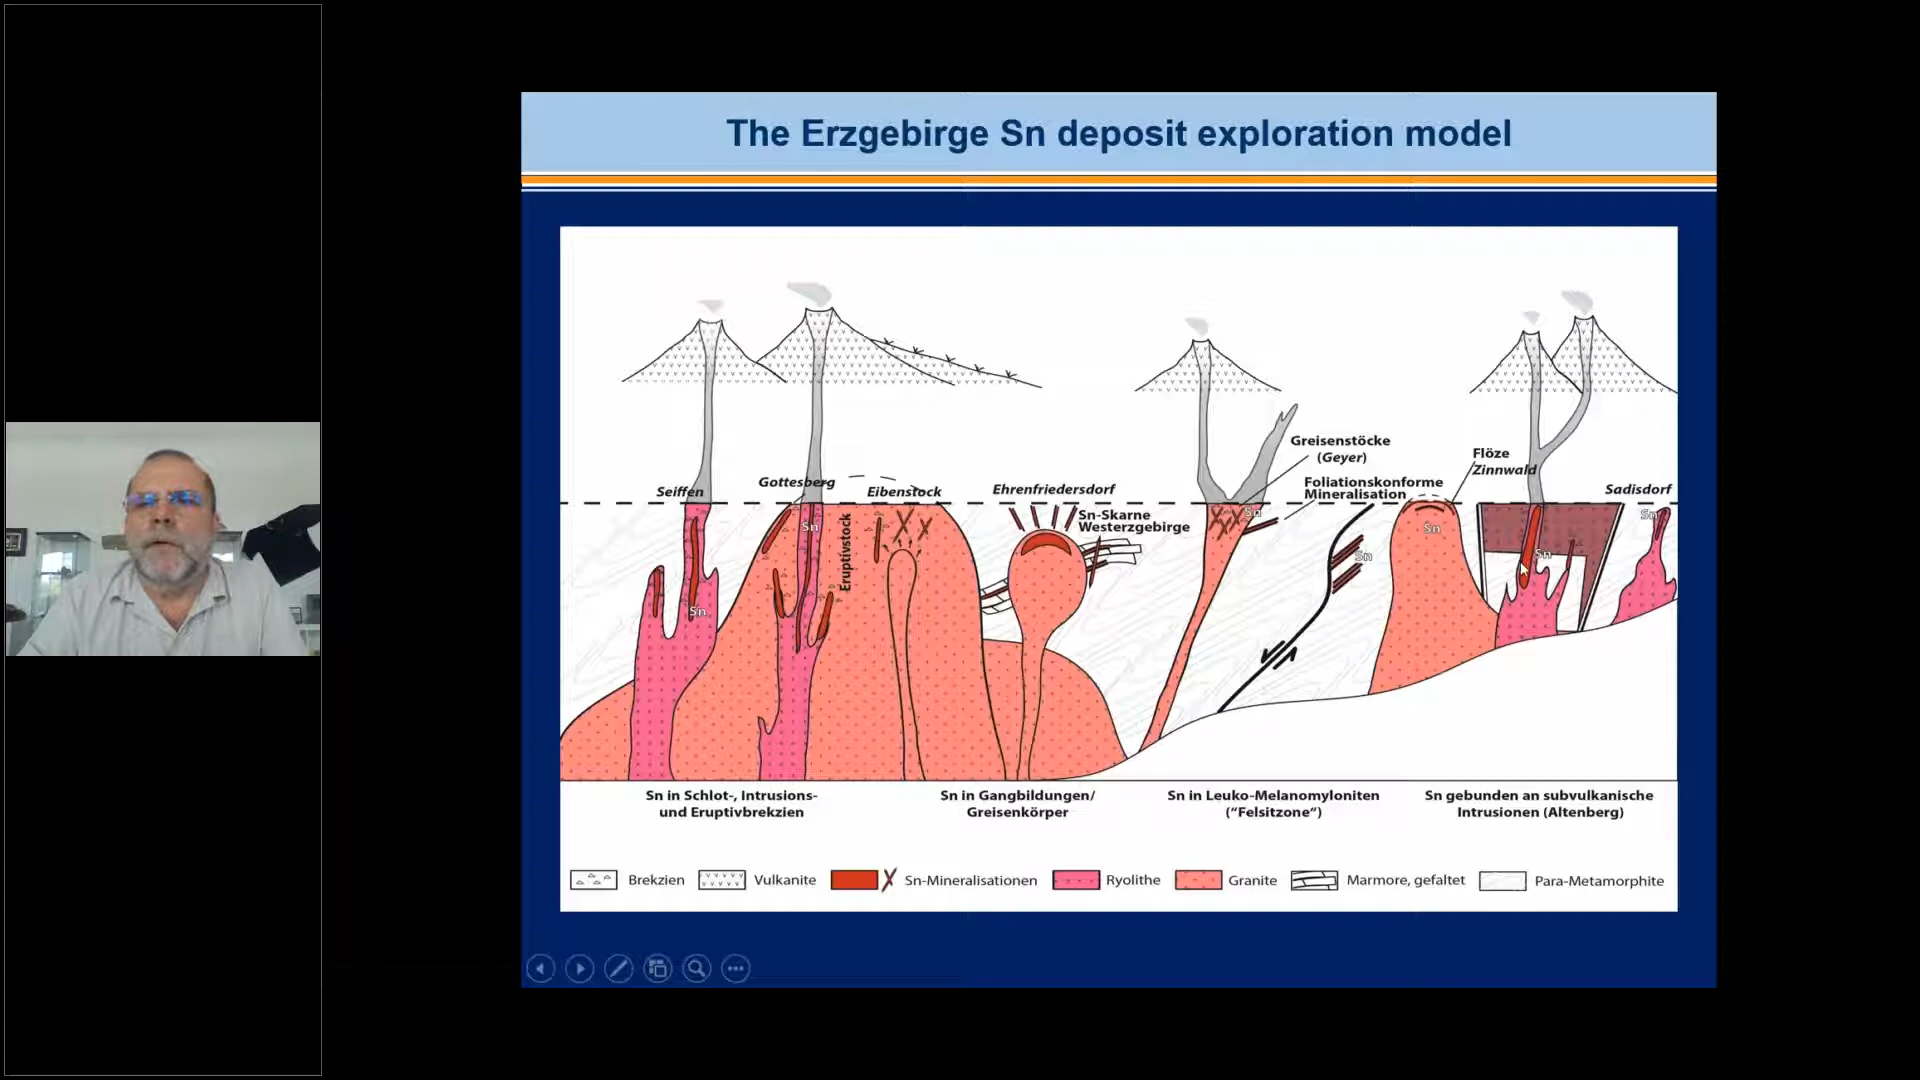 The Erzgebirge Sn deposit exploration model
Greisenstöcke
(Geyer)
Flöze
Zinnwald
Seiffen
Gottesberg
Eibenstock
Ehrenfriedersdorf
Foliationskonforme
Mineralisation
Sadisdorf
Sn-Skarne
Westerzgebirge
Eruptivstock
Sn
Sn
Sn
Sn
Sn
Sn
Sn
Sn in Schlot-, Intrusions-
und Eruptivbrekzien
Sn in Gangbildungen/
Greisenkörper
Sn in Leuko-Melanomyloniten
("Felsitzone")
Sn gebunden an subvulkanische
Intrusionen (Altenberg)
Brekzien
Vulkanite
Sn-Mineralisationen
Ryolithe
Granite
Marmore, gefaltet
Para-Metamorphite